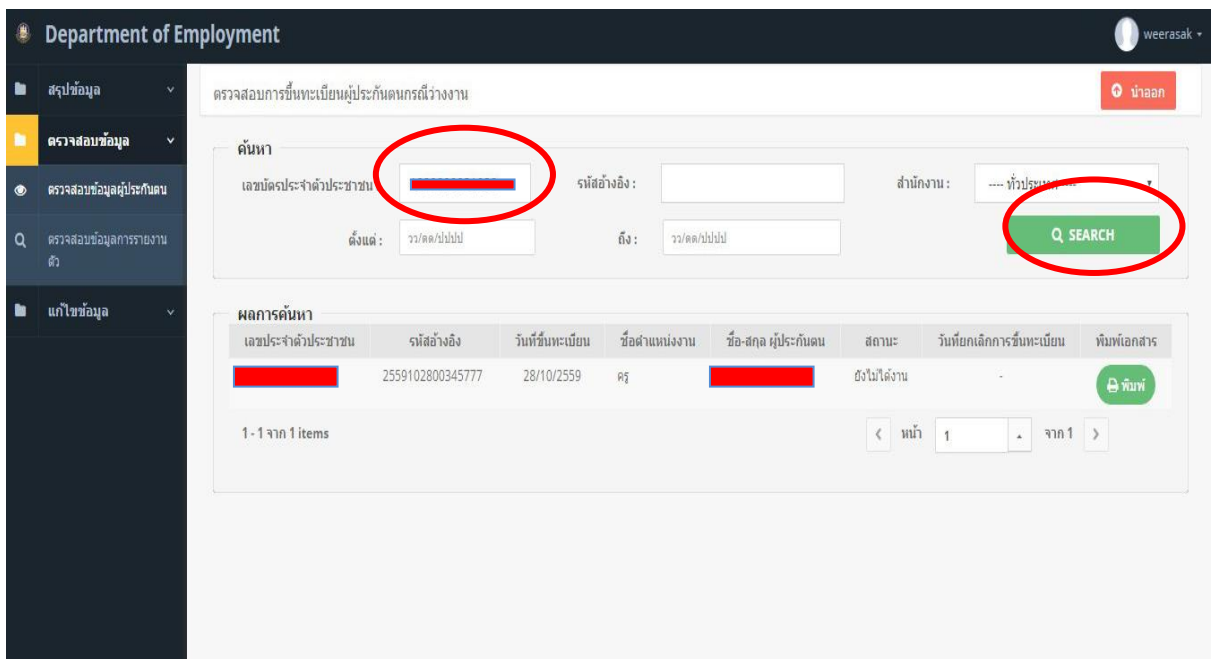 Department of Employment
weerasak
สรุปข้อมูล
ตรวจสอบการขึ้นทะเบียนผู้ประกันตนกรณีว่างงาน
นำออก
ตรวจสอบข้อมูล
ค้นหา
ตรวจสอบข้อมูลผู้ประกันตน
เลขบัตรประจำตัวประชาชน
รหัสอ้างอิง :
สำนักงาน :
---- ทั่วประเทศ ----
ตรวจสอบข้อมูลการรายงาน
ตัว
ตั้งแต่ :
วว/ดด/ปปปป
ถึง :
วว/ดด/ปปปป
SEARCH
แก้ไขข้อมูล
ผลการค้นหา
เลขประจำตัวประชาชน รหัสอ้างอิง วันที่ขึ้นทะเบียน ชื่อตำแหน่งงาน ชื่อ-สกุล ผู้ประกันตน สถานะ วันที่ยกเลิกการขึ้นทะเบียน พิมพ์เอกสาร
2559102800345777 28/10/2559 ครู ยังไม่ได้งาน - พิมพ์
1 - 1 จาก 1 items
หน้า 1 จาก 1